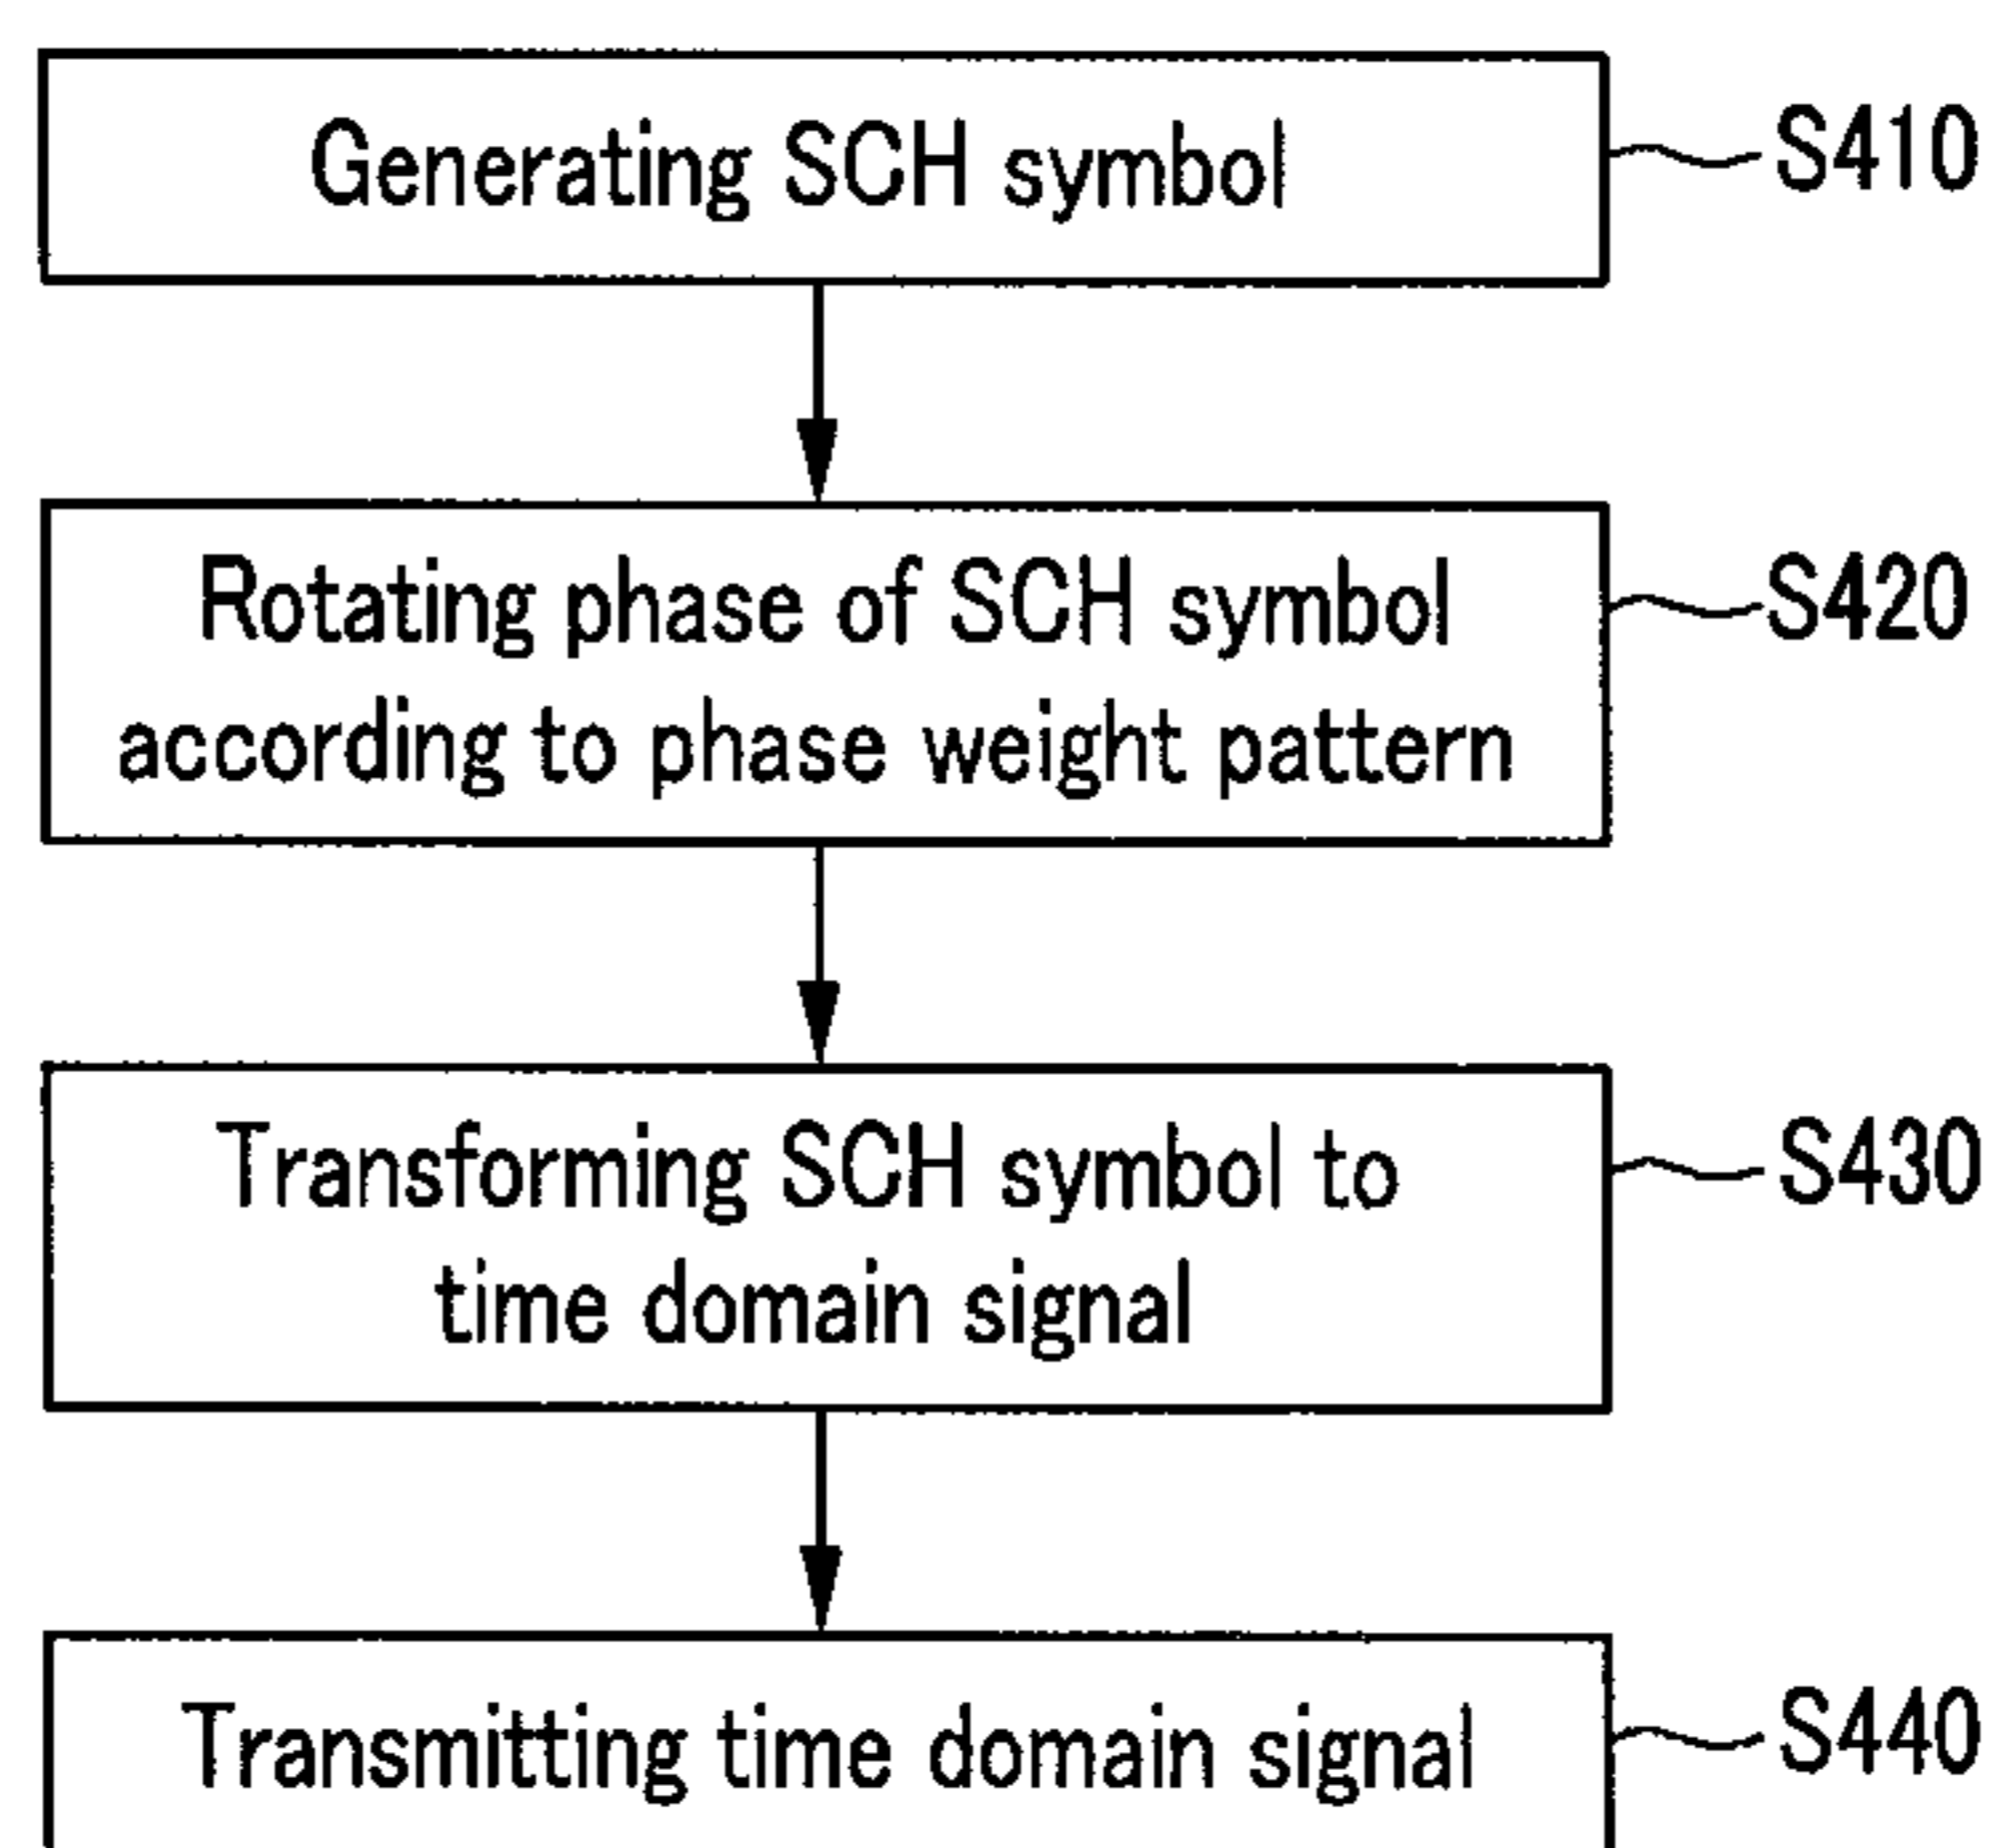 Generating SCH symbol
S410
Rotating phase of SCH symbol
according to phase weight pattern
S420
Transforming SCH symbol to
time domain signal
S430
Transmitting time domain signal
S440